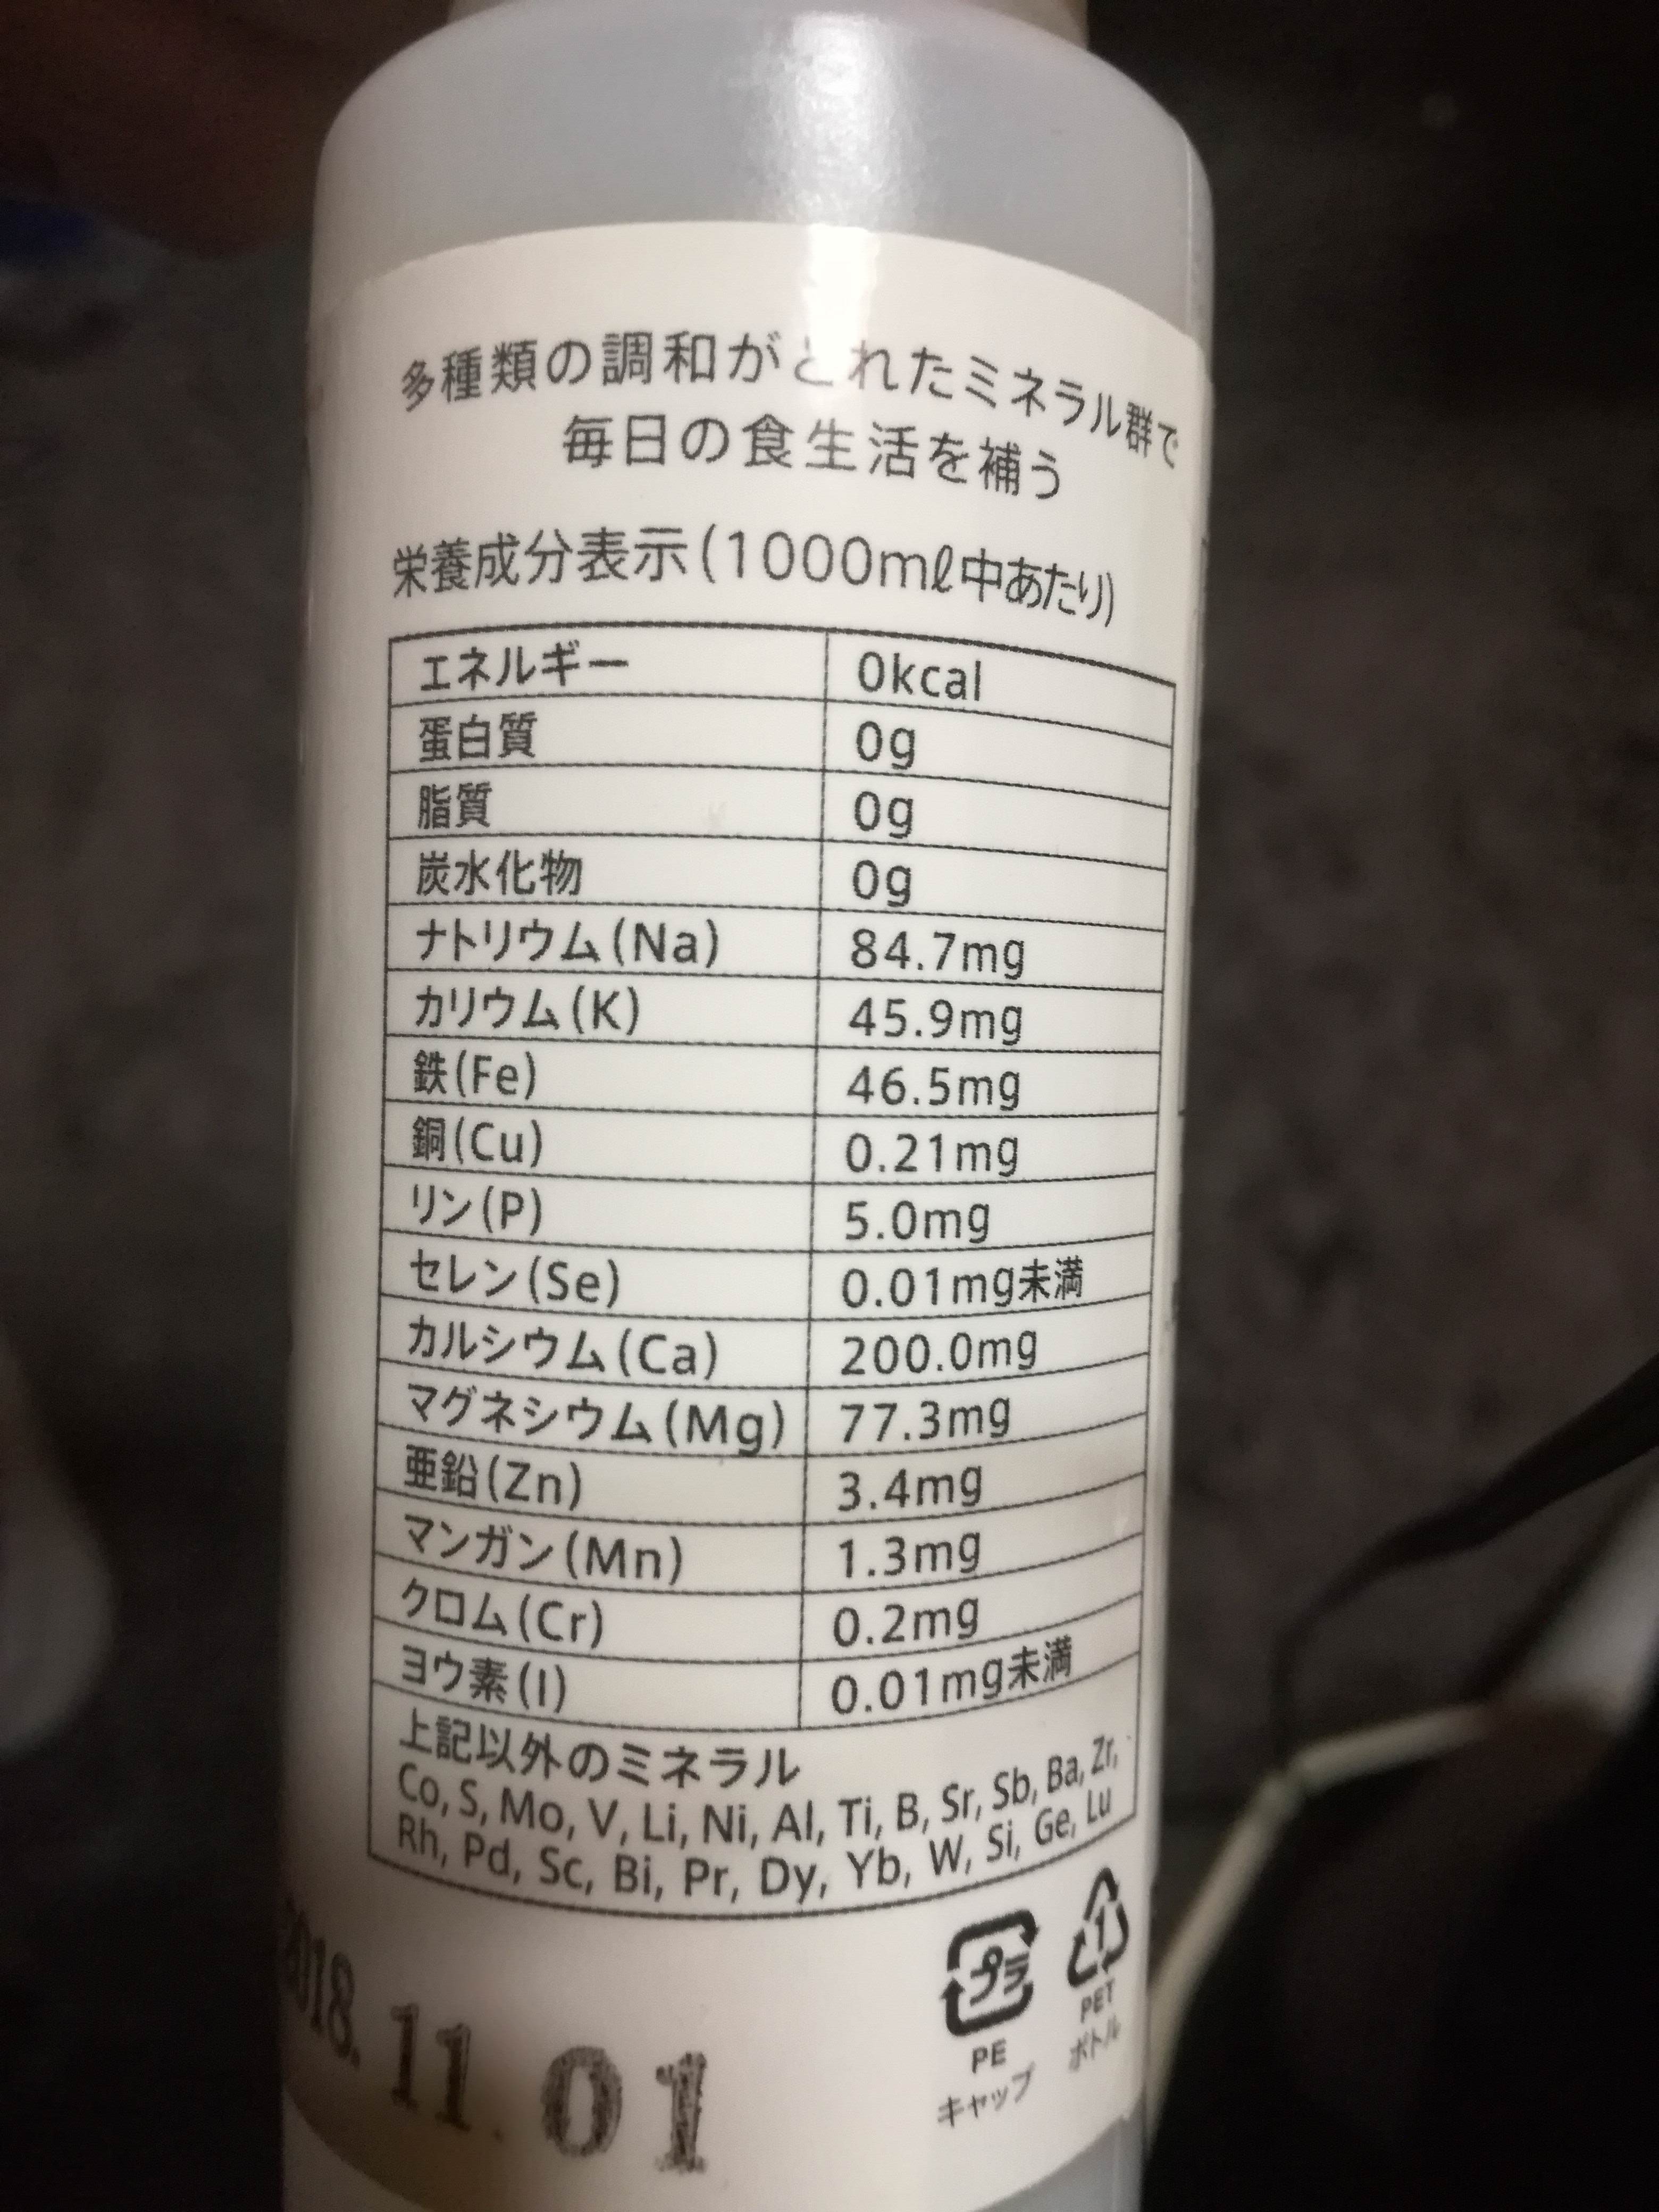 多種類の調和がとれたミネラル群で
毎日の食生活を補う
栄養成分表示(1000mℓ中あたり)
エネルギー 0kcal
蛋白質 0g
脂質 0g
炭水化物 0g
ナトリウム(Na) 84.7mg
カリウム(K) 45.9mg
鉄(Fe) 46.5mg
銅(Cu) 0.21mg
リン(P) 5.0mg
セレン(Se) 0.01mg未満
カルシウム(Ca) 200.0mg
マグネシウム(Mg) 77.3mg
亜鉛(Zn) 3.4mg
マンガン(Mn) 1.3mg
クロム(Cr) 0.2mg
ヨウ素(I) 0.01mg未満
上記以外のミネラル
Co, S, Mo, V, Li, Ni, Al, Ti, B, Sr, Sb, Ba, Zr,
Rh, Pd, Sc, Bi, Pr, Dy, Yb, W, Si, Ge, Lu
プラ
1
PE
キャップ
PET
ボトル
2018.11.01